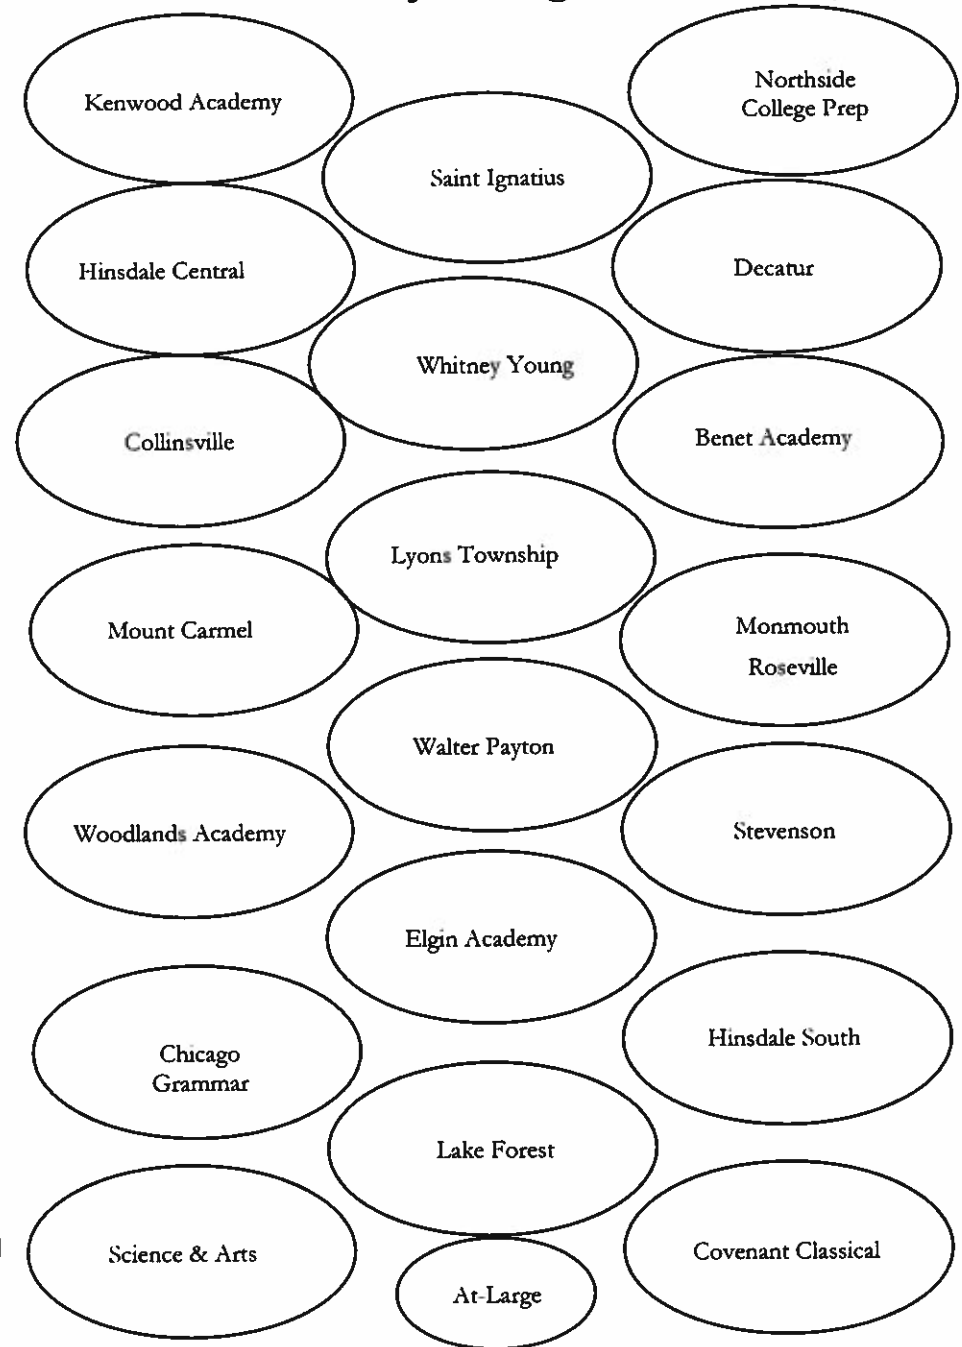 Kenwood Academy
Northside
College Prep
Saint Ignatius
Hinsdale Central
Decatur
Whitney Young
Collinsville
Benet Academy
Lyons Township
Mount Carmel
Monmouth
Roseville
Walter Payton
Woodlands Academy
Stevenson
Elgin Academy
Hinsdale South
Chicago
Grammar
Lake Forest
Science & Arts
Covenant Classical
At-Large